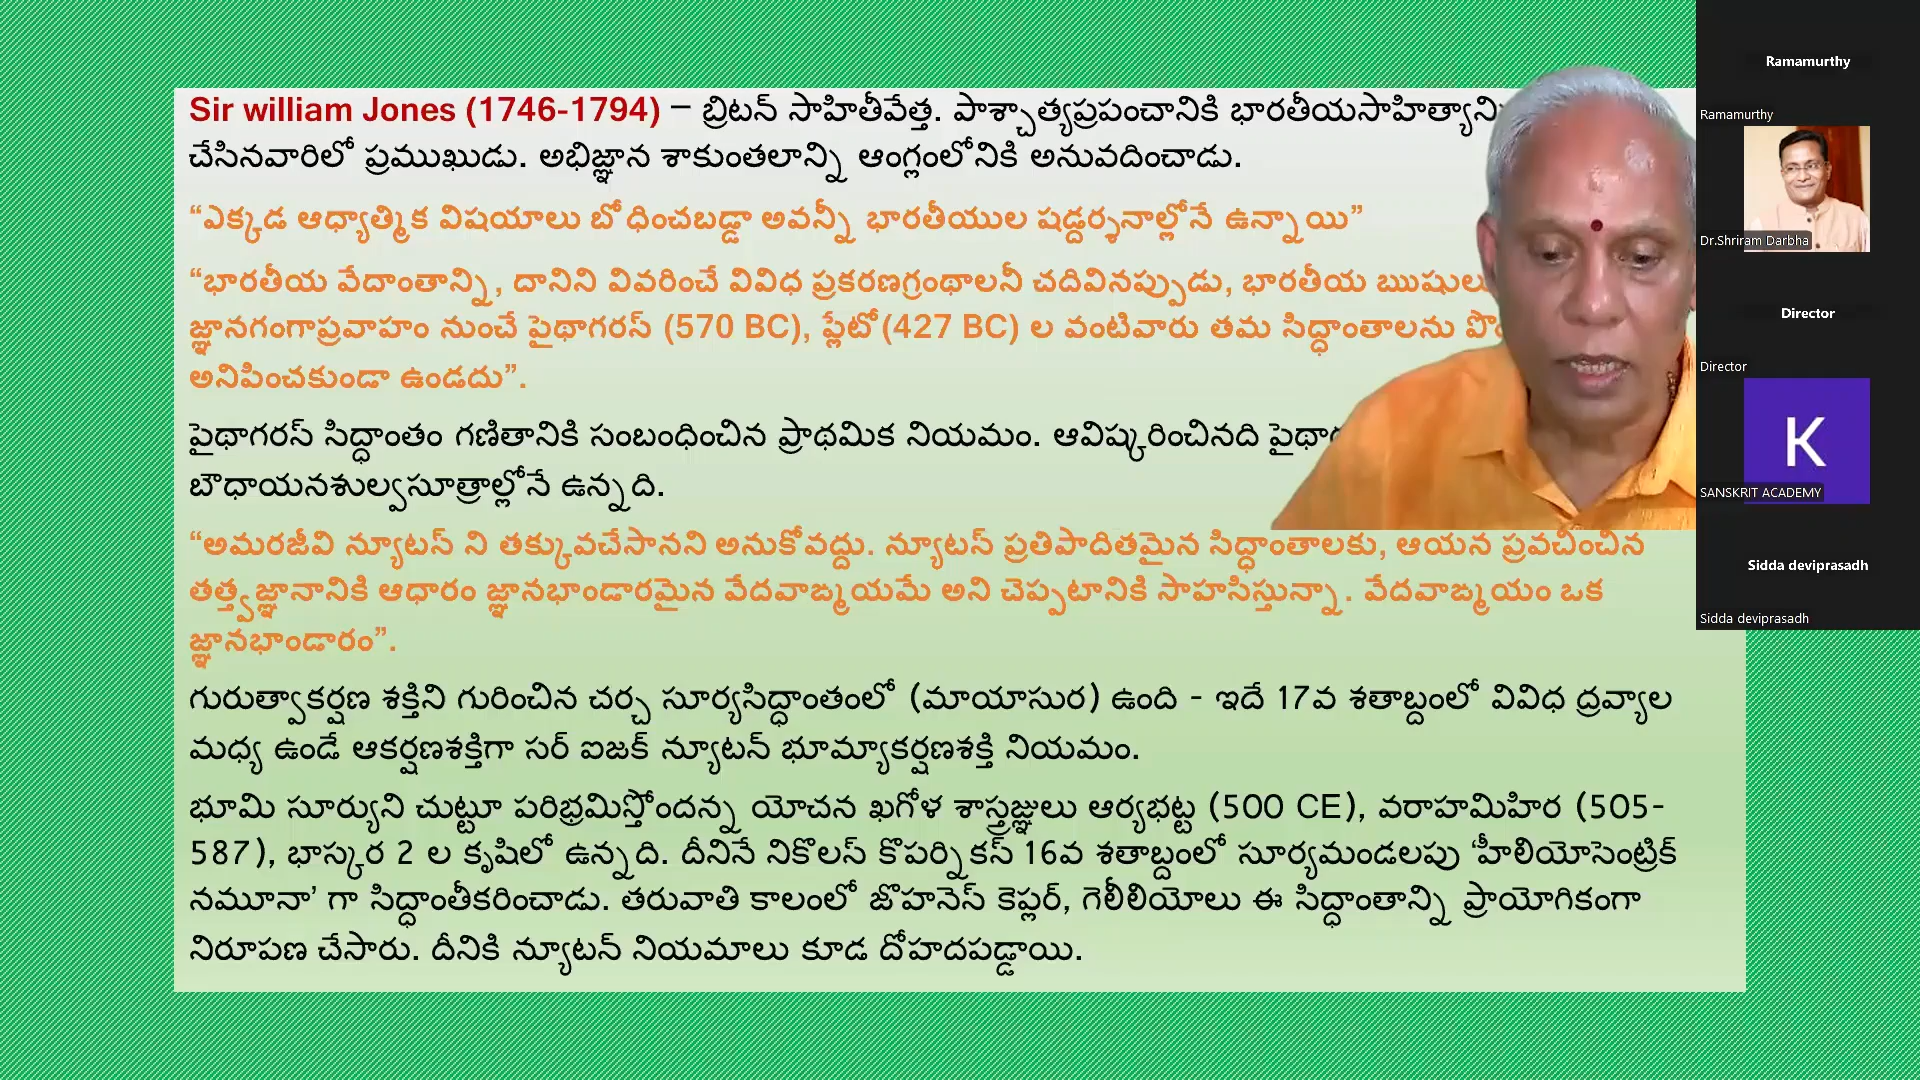 Sir william Jones (1746-1794) – బ్రిటన్ సాహితీవేత్త. పాశ్చాత్యప్రపంచానికి భారతీయసాహిత్యాని
చేసినవారిలో ప్రముఖుడు. అభిజ్ఞాన శాకుంతలాన్ని ఆంగ్లంలోనికి అనువదించాడు.
“ఎక్కడ ఆధ్యాత్మిక విషయాలు బోధించబడ్డా అవన్నీ భారతీయుల షడ్దర్శనాల్లోనే ఉన్నాయి”
“భారతీయ వేదాంతాన్ని, దానిని వివరించే వివిధ ప్రకరణగ్రంథాలనీ చదివినప్పుడు, భారతీయ ఋషులు
జ్ఞానగంగాప్రవాహం నుంచే పైథాగరస్ (570 BC), ప్లేటో(427 BC) ల వంటివారు తమ సిద్ధాంతాలను
అనిపించకుండా ఉండదు”.
పైథాగరస్ సిద్ధాంతం గణితానికి సంబంధించిన ప్రాథమిక నియమం. ఆవిష్కరించినది
బౌధాయనశుల్వసూత్రాల్లోనే ఉన్నది.
“అమరజీవి న్యూటస్ ని తక్కువచేసానని అనుకోవద్దు. న్యూటస్ ప్రతిపాదితమైన సిద్ధాంతాలకు, ఆయన ప్రవచించిన
తత్త్వజ్ఞానానికి ఆధారం జ్ఞానభాండారమైన వేదవాఙ్మయమే అని చెప్పటానికి సాహసిస్తున్నా. వేదవాఙ్మయం ఒక
జ్ఞానభాండారం”.
గురుత్వాకర్షణ శక్తిని గురించిన చర్చ సూర్యసిద్ధాంతంలో (మాయాసుర) ఉంది - ఇదే 17వ శతాబ్దంలో వివిధ ద్రవ్యాల
మధ్య ఉండే ఆకర్షణశక్తిగా సర్ ఐజక్ న్యూటన్ భూమ్యాకర్షణశక్తి నియమం.
భూమి సూర్యుని చుట్టూ పరిభ్రమిస్తోందన్న యోచన ఖగోళ శాస్త్రజ్ఞులు ఆర్యభట్ట (500 CE), వరాహమిహిర (505-
587), భాస్కర 2 ల కృషిలో ఉన్నది. దీనినే నికొలస్ కొపర్నికస్ 16వ శతాబ్దంలో సూర్యమండలపు ‘హీలియోసెంట్రిక్
నమూనా’ గా సిద్ధాంతీకరించాడు. తరువాతి కాలంలో జొహనెస్ కెప్లర్, గెలీలియోలు ఈ సిద్ధాంతాన్ని ప్రాయోగికంగా
నిరూపణ చేసారు. దీనికి న్యూటన్ నియమాలు కూడ దోహదపడ్డాయి.
Ramamurthy
Ramamurthy
Dr.Shriram Darbha
Director
Director
K
SANSKRIT ACADEMY
Sidda deviprasadh
Sidda deviprasadh